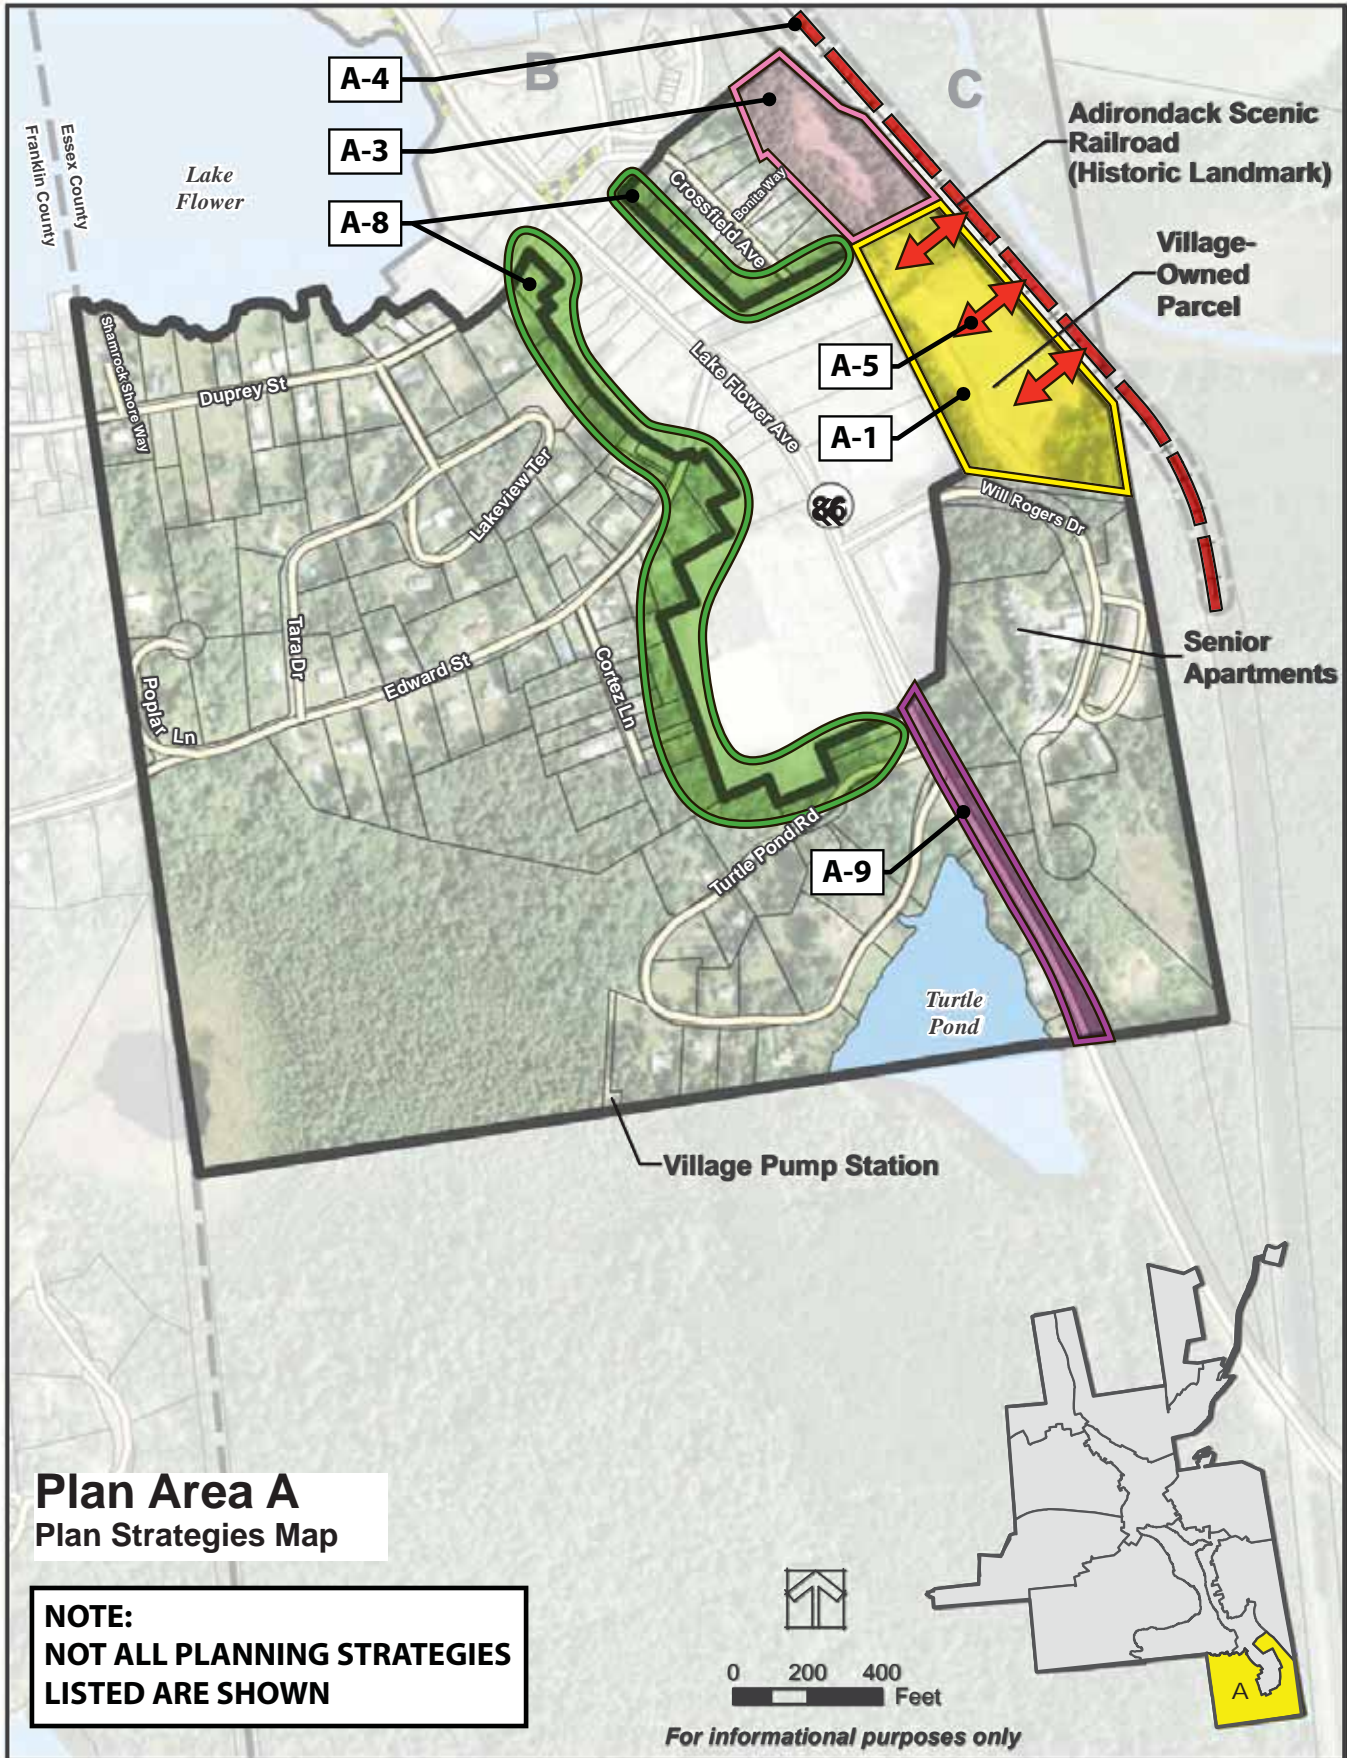 A-4
B
C
A-3
Adirondack Scenic
Railroad
(Historic Landmark)
Essex County
Franklin County
Lake
Flower
A-8
Crossfield Ave
Bonita Way
Village-
Owned
Parcel
Shamrock Shore Way
Duprey St
Lake Flower Ave
A-5
A-1
86
Lakeview Ter
Will Rogers Dr
Tara Dr
Edward St
Cortez Ln
Poplar Ln
Senior
Apartments
Turtle Pond Rd
A-9
Turtle
Pond
Village Pump Station
Plan Area A
Plan Strategies Map
NOTE:
NOT ALL PLANNING STRATEGIES
LISTED ARE SHOWN
0 200 400
Feet
For informational purposes only
A